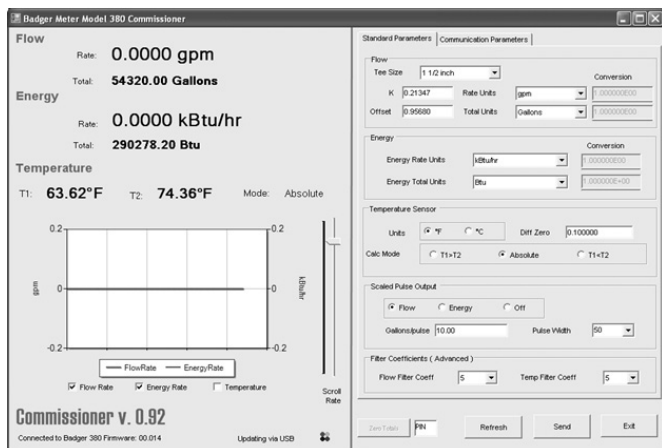 Badger Meter Model 380 Commissioner
Flow
Rate: 0.0000 gpm
Total: 54320.00 Gallons
Energy
Rate: 0.0000 kBtu/hr
Total: 290278.20 Btu
Temperature
T1: 63.62°F T2: 74.36°F Mode: Absolute
0.2 0.2
gpm 0 0 kBtu/hr
-0.2 -0.2
FlowRate EnergyRate
Flow Rate Energy Rate Temperature
Scroll
Rate
Commissioner v. 0.92
Connected to Badger 380 Firmware: 00.014 Updating via USB
Standard Parameters Communication Parameters
Flow
Tee Size 1 1/2 inch Conversion
K 0.21347 Rate Units gpm 1.000000E00
Offset 0.95680 Total Units Gallons 1.000000E00
Energy
Conversion
Energy Rate Units kBtu/hr 1.000000E00
Energy Total Units Btu 1.000000E+00
Temperature Sensor
Units °F °C Diff Zero 0.100000
Calc Mode T1>T2 Absolute T1<T2
Scaled Pulse Output
Flow Energy Off
Gallons/pulse 10.00 Pulse Width 50
Filter Coefficients ( Advanced )
Flow Filter Coeff 5 Temp Filter Coeff 5
Zero Totals PIN Refresh Send Exit